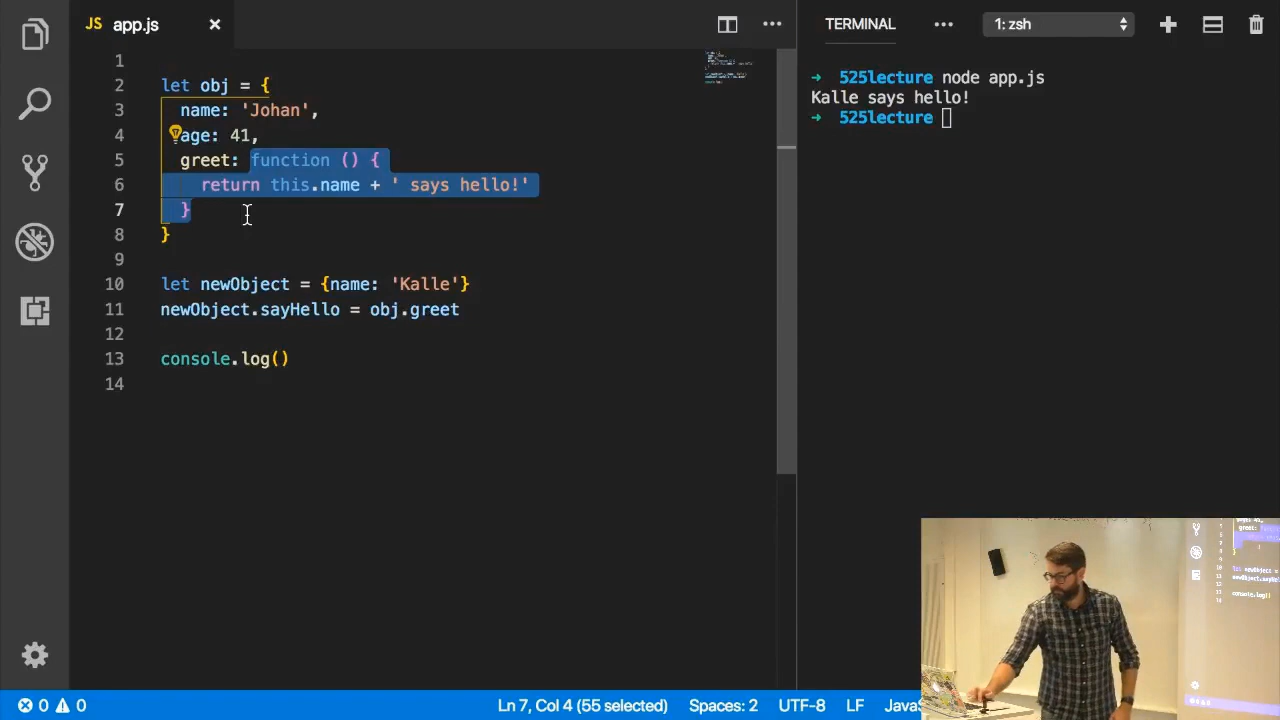 JS app.js ×
TERMINAL ••• 1: zsh
1
2 let obj = {
3 name: 'Johan',
4 age: 41,
5 greet: function () {
6 return this.name + ' says hello!'
7 }
8 }
9
10 let newObject = {name: 'Kalle'}
11 newObject.sayHello = obj.greet
12
13 console.log()
14
➜ 525lecture node app.js
Kalle says hello!
➜ 525lecture
0 0 Ln 7, Col 4 (55 selected) Spaces: 2 UTF-8 LF JavaS